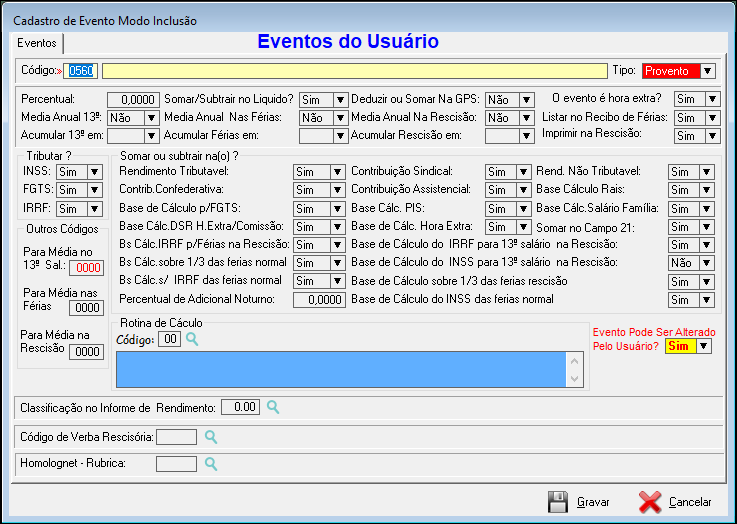 Cadastro de Evento Modo Inclusão
Eventos
Eventos do Usuário
Código:» 0560 Tipo: Provento
Percentual: 0,0000 Somar/Subtrair no Liquido? Sim Deduzir ou Somar Na GPS: Não O evento é hora extra? Sim
Media Anual 13º: Não Media Anual Nas Férias: Não Media Anual Na Rescisão: Não Listar no Recibo de Férias: Sim
Acumular 13º em: Acumular Férias em: Acumular Rescisão em: Imprimir na Rescisão: Sim
Tributar ?
INSS: Sim
FGTS: Sim
IRRF: Sim
Somar ou subtrair na(o) ?
Rendimento Tributavel: Sim Contribuição Sindical: Sim Rend. Não Tributavel: Sim
Contrib.Confederativa: Sim Contribuição Assistencial: Sim Base Cálculo Rais: Sim
Base de Cálculo p/FGTS: Sim Base Cálc. PIS: Sim Base Cálc.Salário Família: Sim
Base Cálc.DSR H.Extra/Comissão: Sim Base de Cálc. Hora Extra: Sim Somar no Campo 21: Sim
Bs Cálc.IRRF p/Férias na Rescisão: Sim Base de Cálculo do IRRF para 13º salário na Rescisão: Sim
Bs Cálc.sobre 1/3 das ferias normal Sim Base de Cálculo do INSS para 13º salário na Rescisão: Não
Bs Cálc.s/ IRRF das ferias normal Sim Base de Cálculo sobre 1/3 das ferias rescisão Sim
Percentual de Adicional Noturno: 0,0000 Base de Cálculo do INSS das ferias normal Sim
Outros Códigos
Para Média no
13º Sal.: 0000
Para Média nas
Férias 0000
Para Média na
Rescisão 0000
Rotina de Cáculo
Código: 00
Evento Pode Ser Alterado
Pelo Usuário? Sim
Classificação no Informe de Rendimento: 0.00
Código de Verba Rescisória:
Homolognet - Rubrica:
Gravar Cancelar